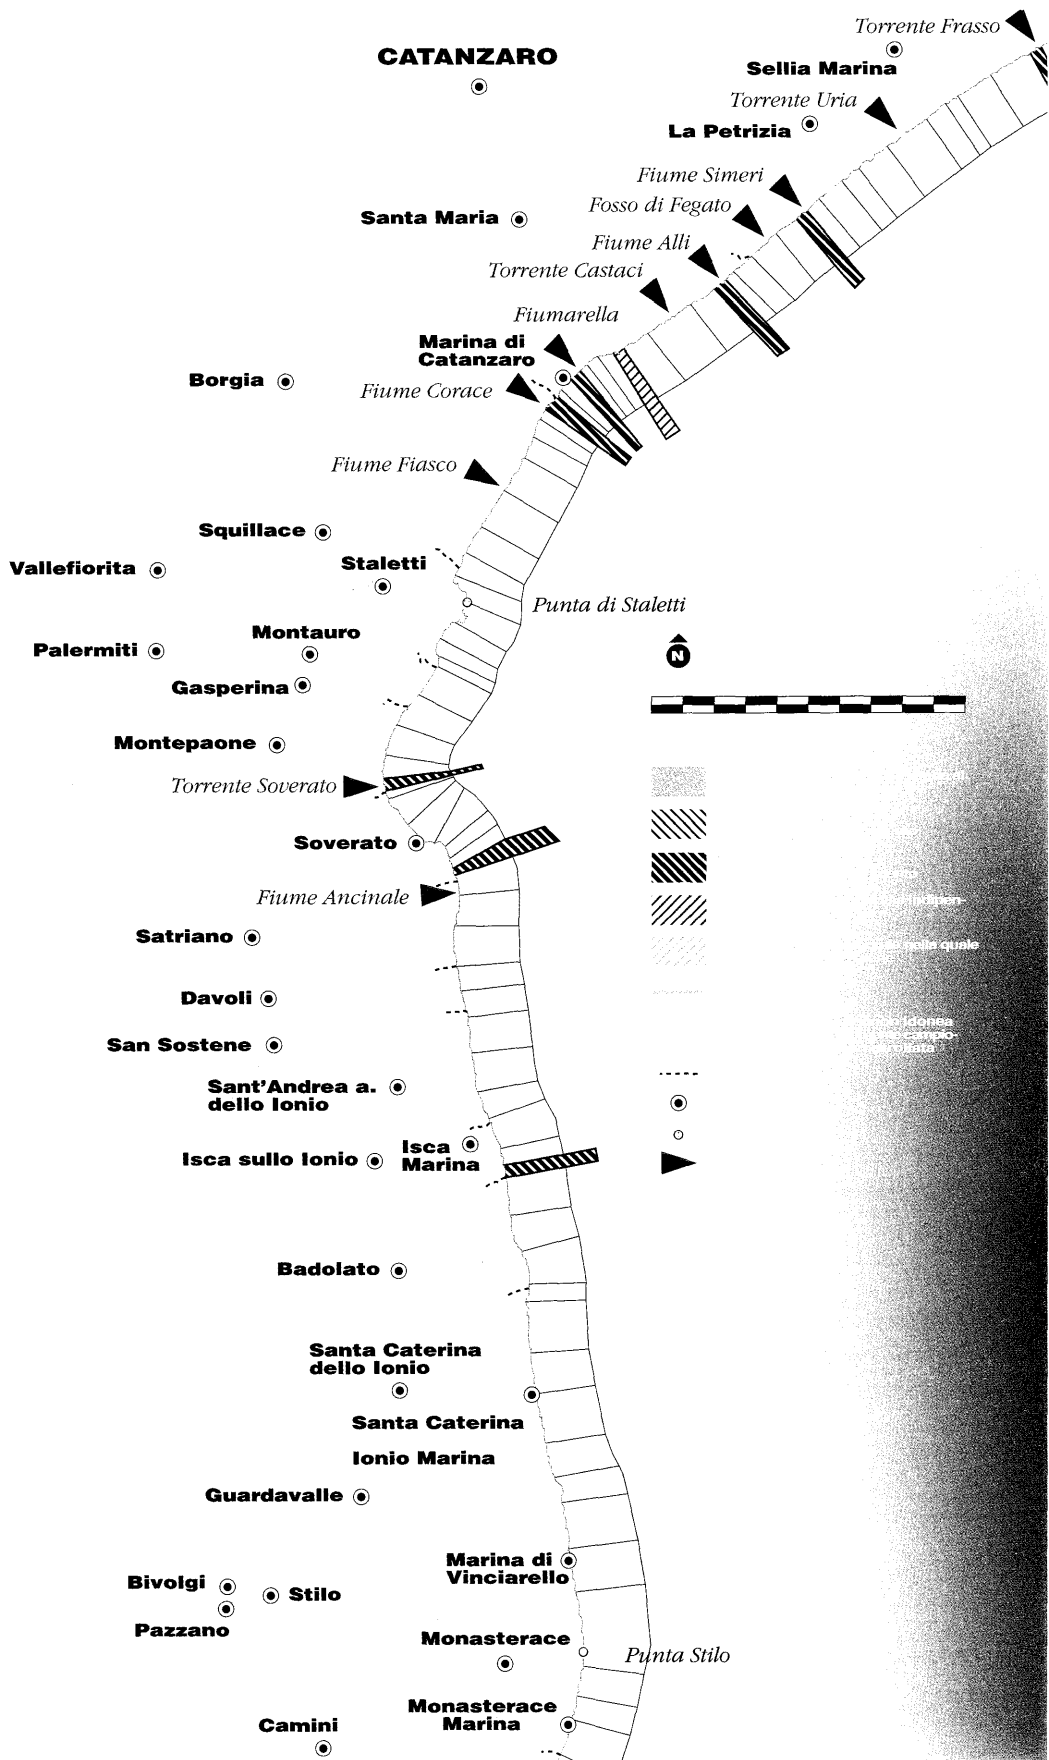 Torrente Frasso
CATANZARO
Sellia Marina
Torrente Uria
La Petrizia
Fiume Simeri
Fosso di Fegato
Santa Maria
Fiume Alli
Torrente Castaci
Fiumarella
Marina di
Catanzaro
Borgia
Fiume Corace
Fiume Fiasco
Squillace
Staletti
Vallefiorita
Punta di Staletti
Montauro
Palermiti
N
Gasperina
Montepaone
Torrente Soverato
Soverato
Fiume Ancinale
Satriano
nella quale
Davoli
idonea
San Sostene
Sant'Andrea a.
dello Ionio
Isca
Marina
Isca sullo Ionio
Badolato
Santa Caterina
dello Ionio
Santa Caterina
Ionio Marina
Guardavalle
Marina di
Vinciarello
Bivolgi
Stilo
Pazzano
Monasterace
Punta Stilo
Monasterace
Marina
Camini